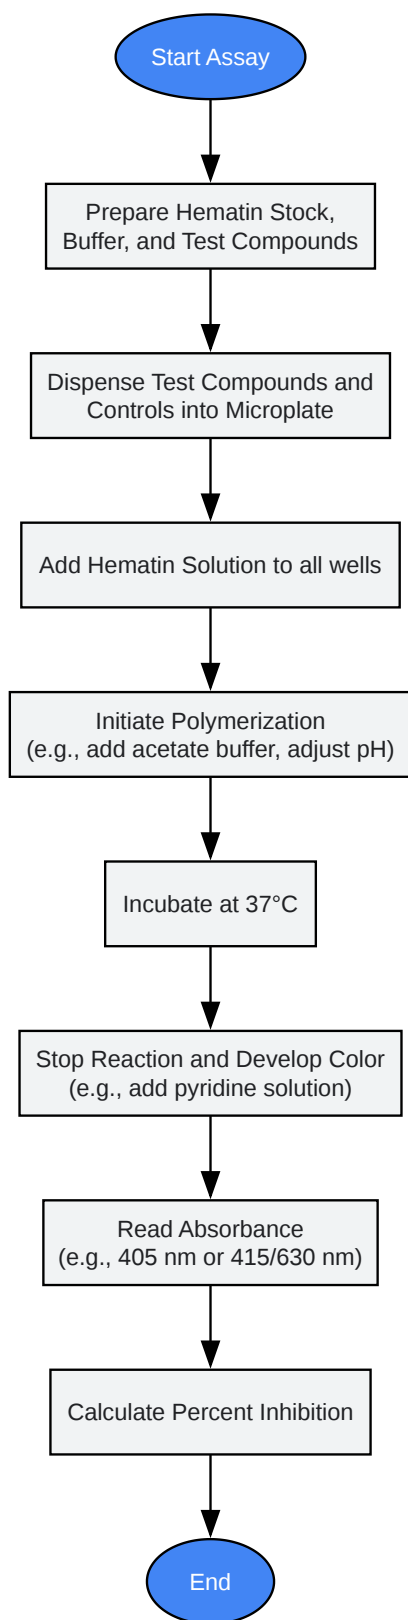 Start Assay
Prepare Hematin Stock,
Buffer, and Test Compounds
Dispense Test Compounds and
Controls into Microplate
Add Hematin Solution to all wells
Initiate Polymerization
(e.g., add acetate buffer, adjust pH)
Incubate at 37°C
Stop Reaction and Develop Color
(e.g., add pyridine solution)
Read Absorbance
(e.g., 405 nm or 415/630 nm)
Calculate Percent Inhibition
End